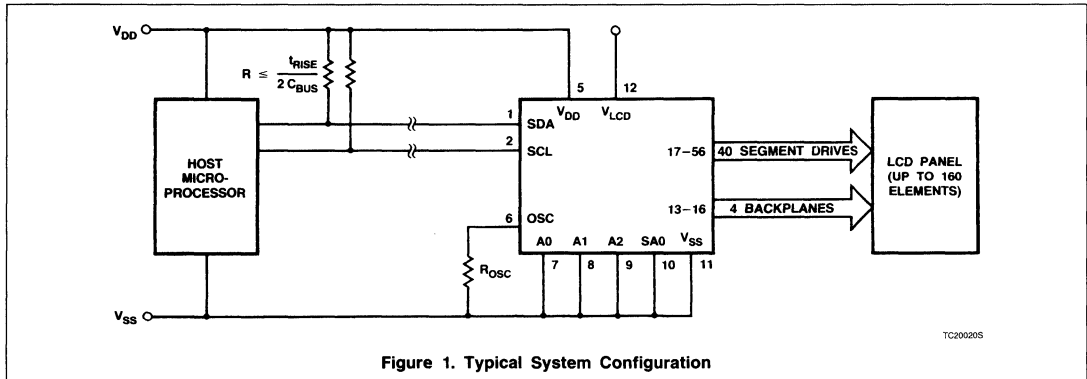 VDD
R ≤ tRISE
2 CBUS
5
12
1
SDA
VDD
VLCD
2
SCL
HOST
MICRO-
PROCESSOR
17–56
40 SEGMENT DRIVES
LCD PANEL
(UP TO 160
ELEMENTS)
13–16
4 BACKPLANES
6
OSC
A0
A1
A2
SA0
VSS
ROSC
7
8
9
10
11
VSS
TC20020S
Figure 1. Typical System Configuration